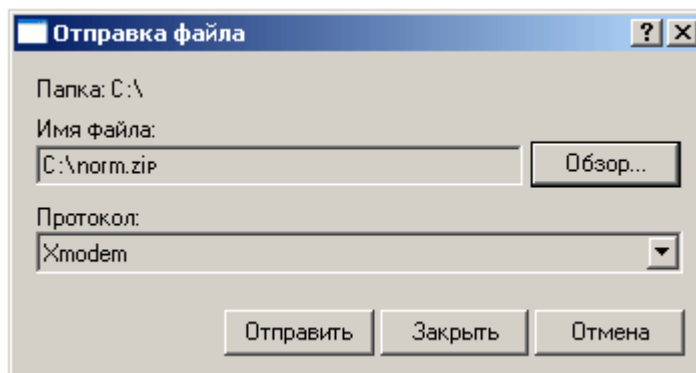 Отправка файла
Папка: C:\
Имя файла:
C:\norm.zip
Обзор...
Протокол:
Xmodem
Отправить Закрыть Отмена